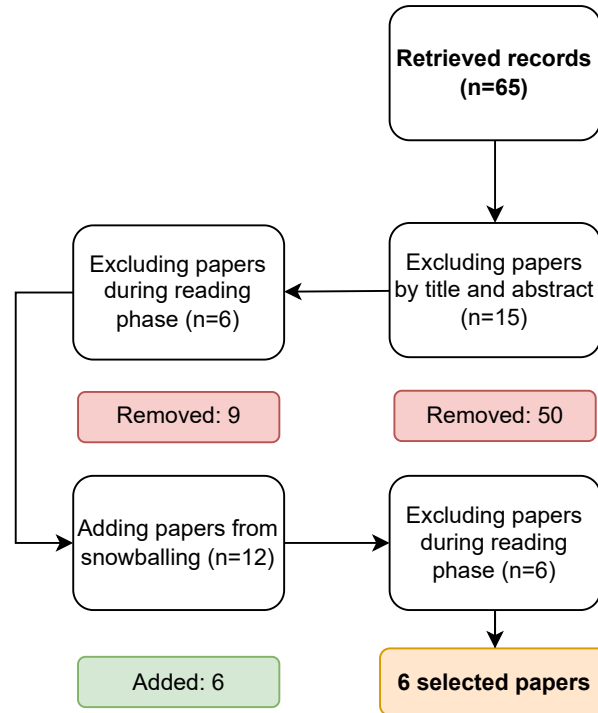 Retrieved records
(n=65)
Excluding papers
by title and abstract
(n=15)
Removed: 50
Excluding papers
during reading
phase (n=6)
Removed: 9
Adding papers from
snowballing (n=12)
Added: 6
Excluding papers
during reading
phase (n=6)
6 selected papers